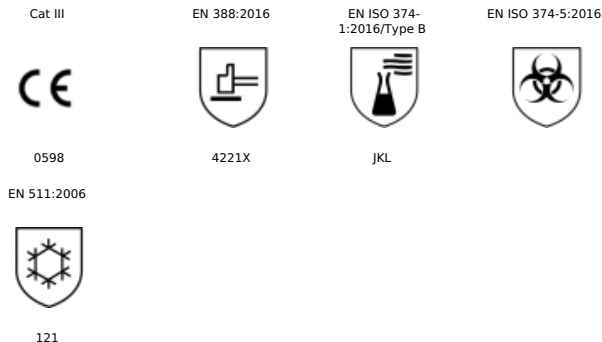 Cat III
EN 388:2016
EN ISO 374-
1:2016/Type B
EN ISO 374-5:2016
CE
0598
4221X
JKL
EN 511:2006
121